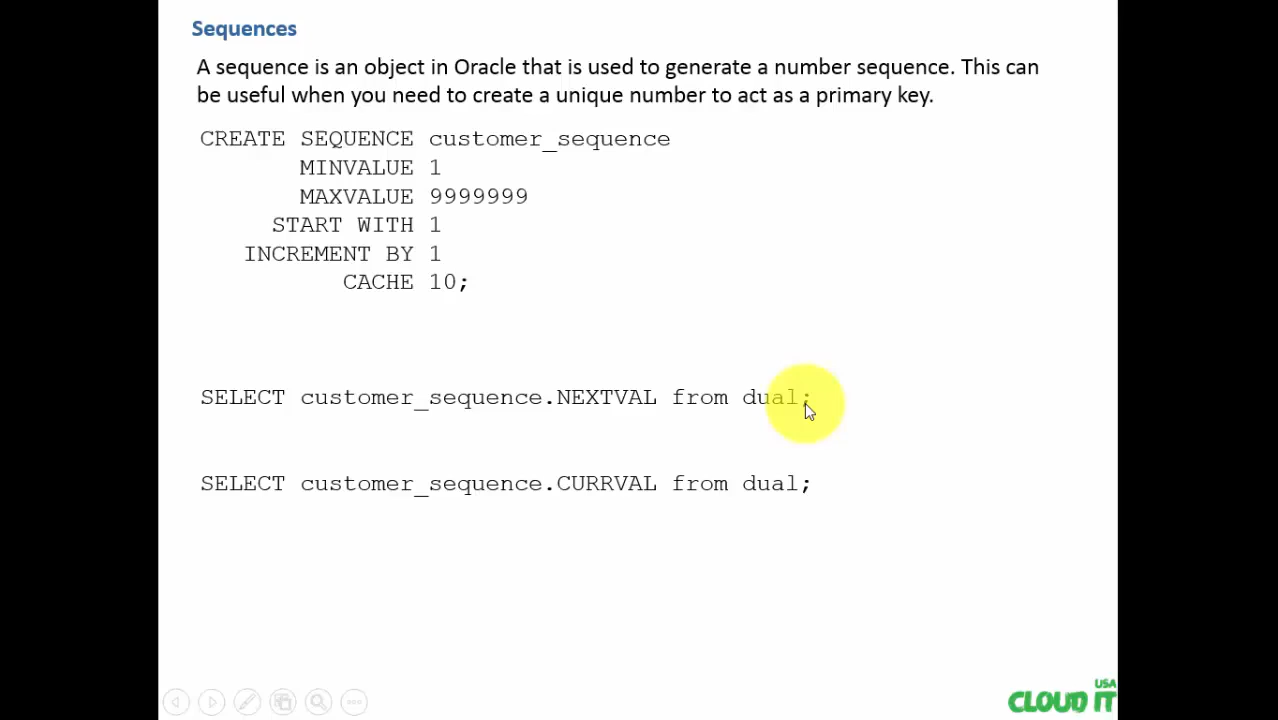 Sequences
A sequence is an object in Oracle that is used to generate a number sequence. This can
be useful when you need to create a unique number to act as a primary key.
CREATE SEQUENCE customer_sequence
MINVALUE 1
MAXVALUE 9999999
START WITH 1
INCREMENT BY 1
CACHE 10;
SELECT customer_sequence.NEXTVAL from dual;
SELECT customer_sequence.CURRVAL from dual;
USA
CLOUD IT